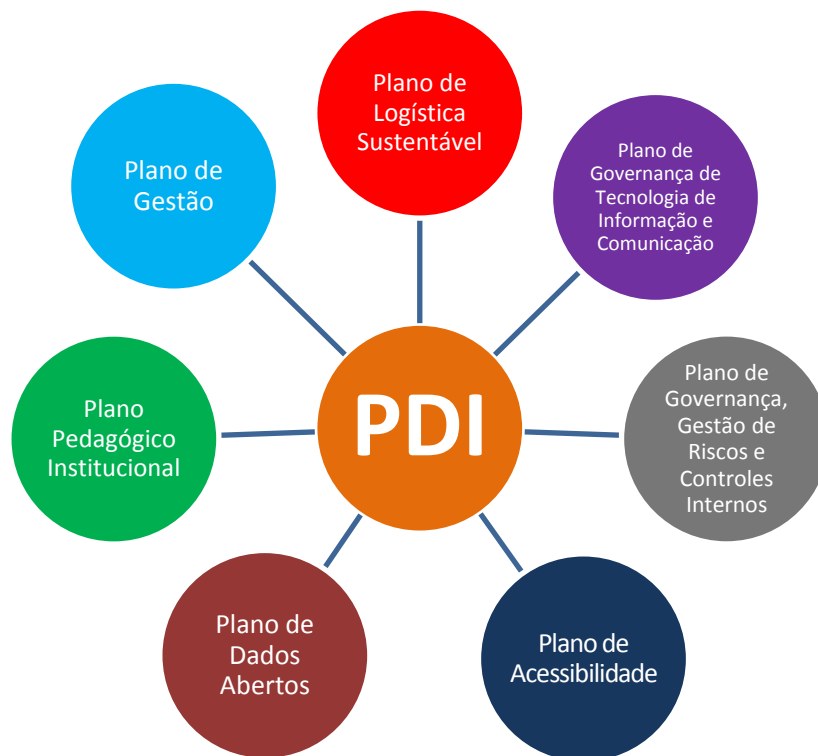 Plano de
Logística
Sustentável
Plano de
Governança de
Tecnologia de
Informação e
Comunicação
Plano de
Governança,
Gestão de
Riscos e
Controles
Internos
Plano de
Acessibilidade
Plano de
Dados
Abertos
Plano
Pedagógico
Institucional
Plano de
Gestão
PDI